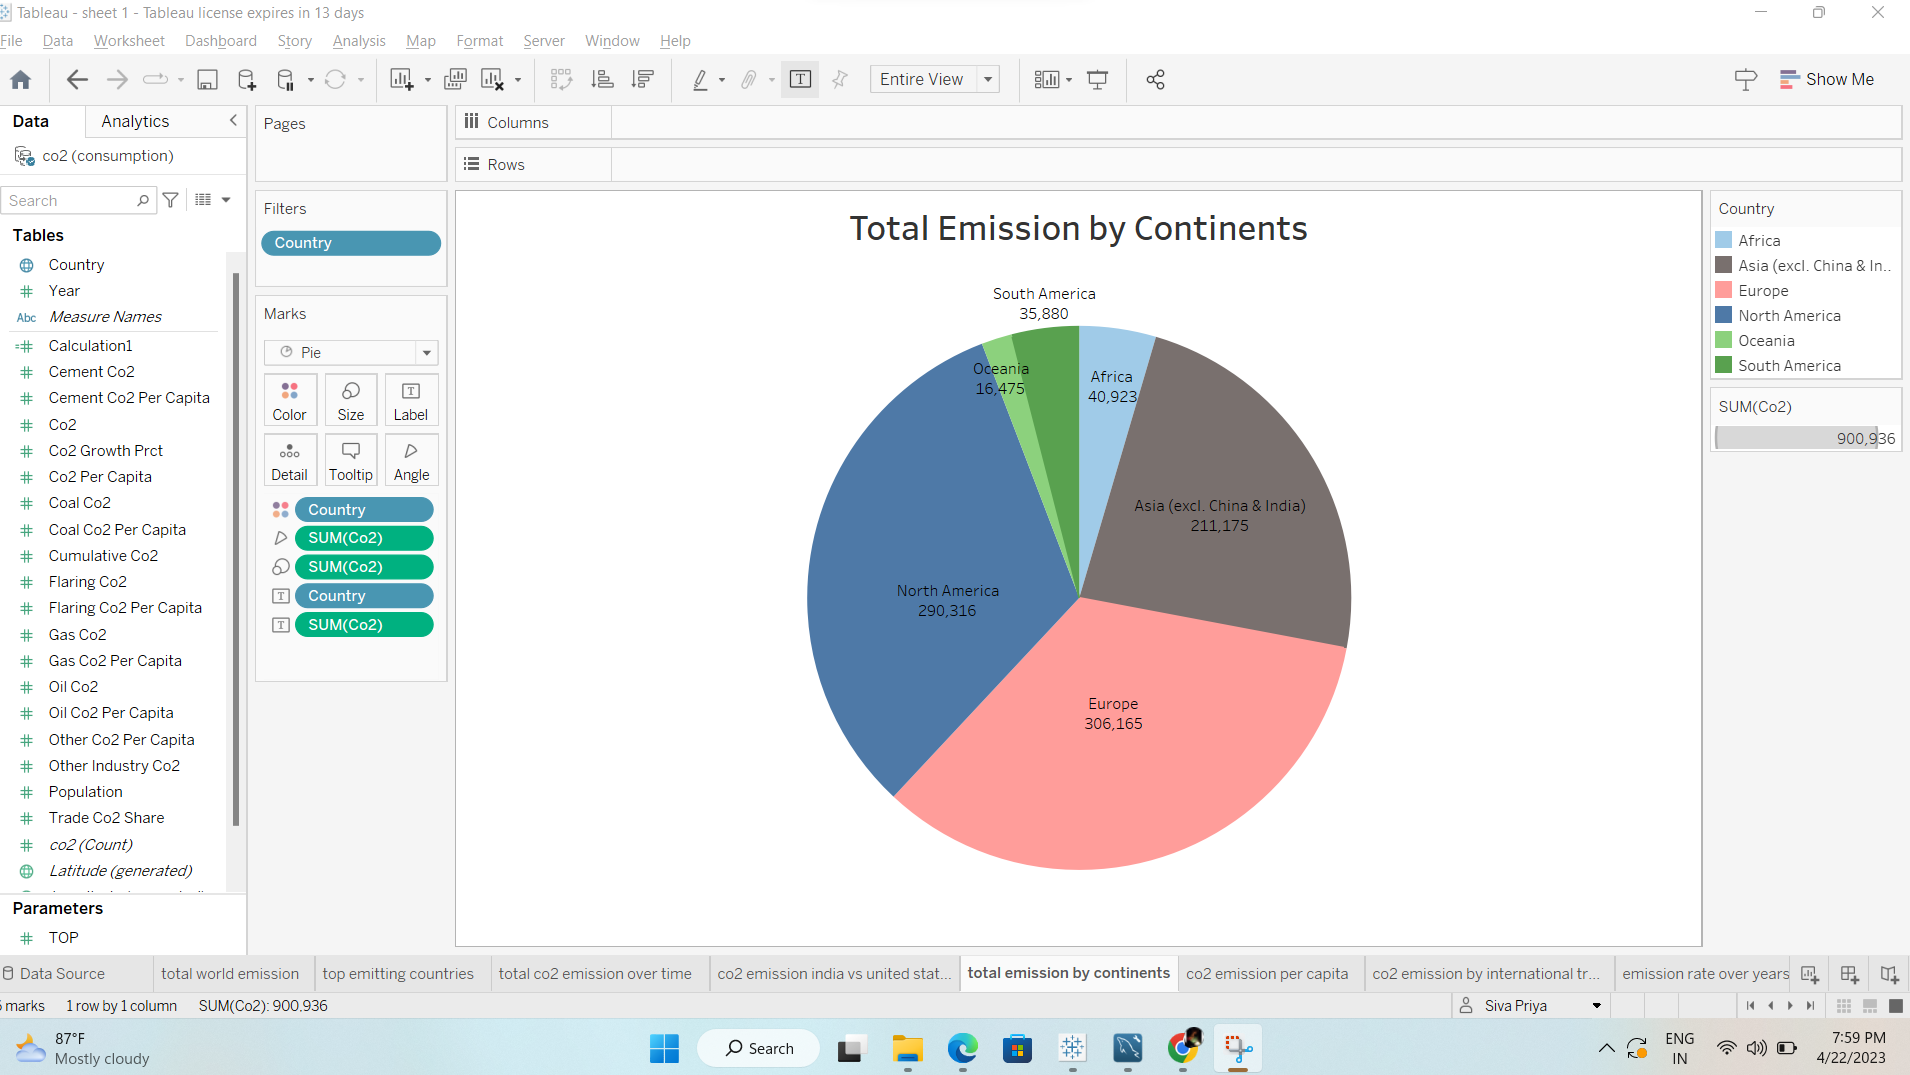 Tableau - sheet 1 - Tableau license expires in 13 days
File Data Worksheet Dashboard Story Analysis Map Format Server Window Help
Entire View
Show Me
Data Analytics
co2 (consumption)
Search
Tables
Country
Year
Abc Measure Names
Calculation1
Cement Co2
Cement Co2 Per Capita
Co2
Co2 Growth Prct
Co2 Per Capita
Coal Co2
Coal Co2 Per Capita
Cumulative Co2
Flaring Co2
Flaring Co2 Per Capita
Gas Co2
Gas Co2 Per Capita
Oil Co2
Oil Co2 Per Capita
Other Co2 Per Capita
Other Industry Co2
Population
Trade Co2 Share
co2 (Count)
Latitude (generated)
Parameters
TOP
Pages
Filters
Country
Marks
Pie
Color Size Label
Detail Tooltip Angle
Country
SUM(Co2)
SUM(Co2)
T Country
T SUM(Co2)
Columns
Rows
Total Emission by Continents
South America
35,880
Oceania
16,475
Africa
40,923
Asia (excl. China & India)
211,175
North America
290,316
Europe
306,165
Country
Africa
Asia (excl. China & In..
Europe
North America
Oceania
South America
SUM(Co2)
900,936
Data Source total world emission top emitting countries total co2 emission over time co2 emission india vs united stat... total emission by continents co2 emission per capita co2 emission by international tr... emission rate over years
marks 1 row by 1 column SUM(Co2): 900,936
Siva Priya
87°F
Mostly cloudy
Search
ENG
IN
7:59 PM
4/22/2023